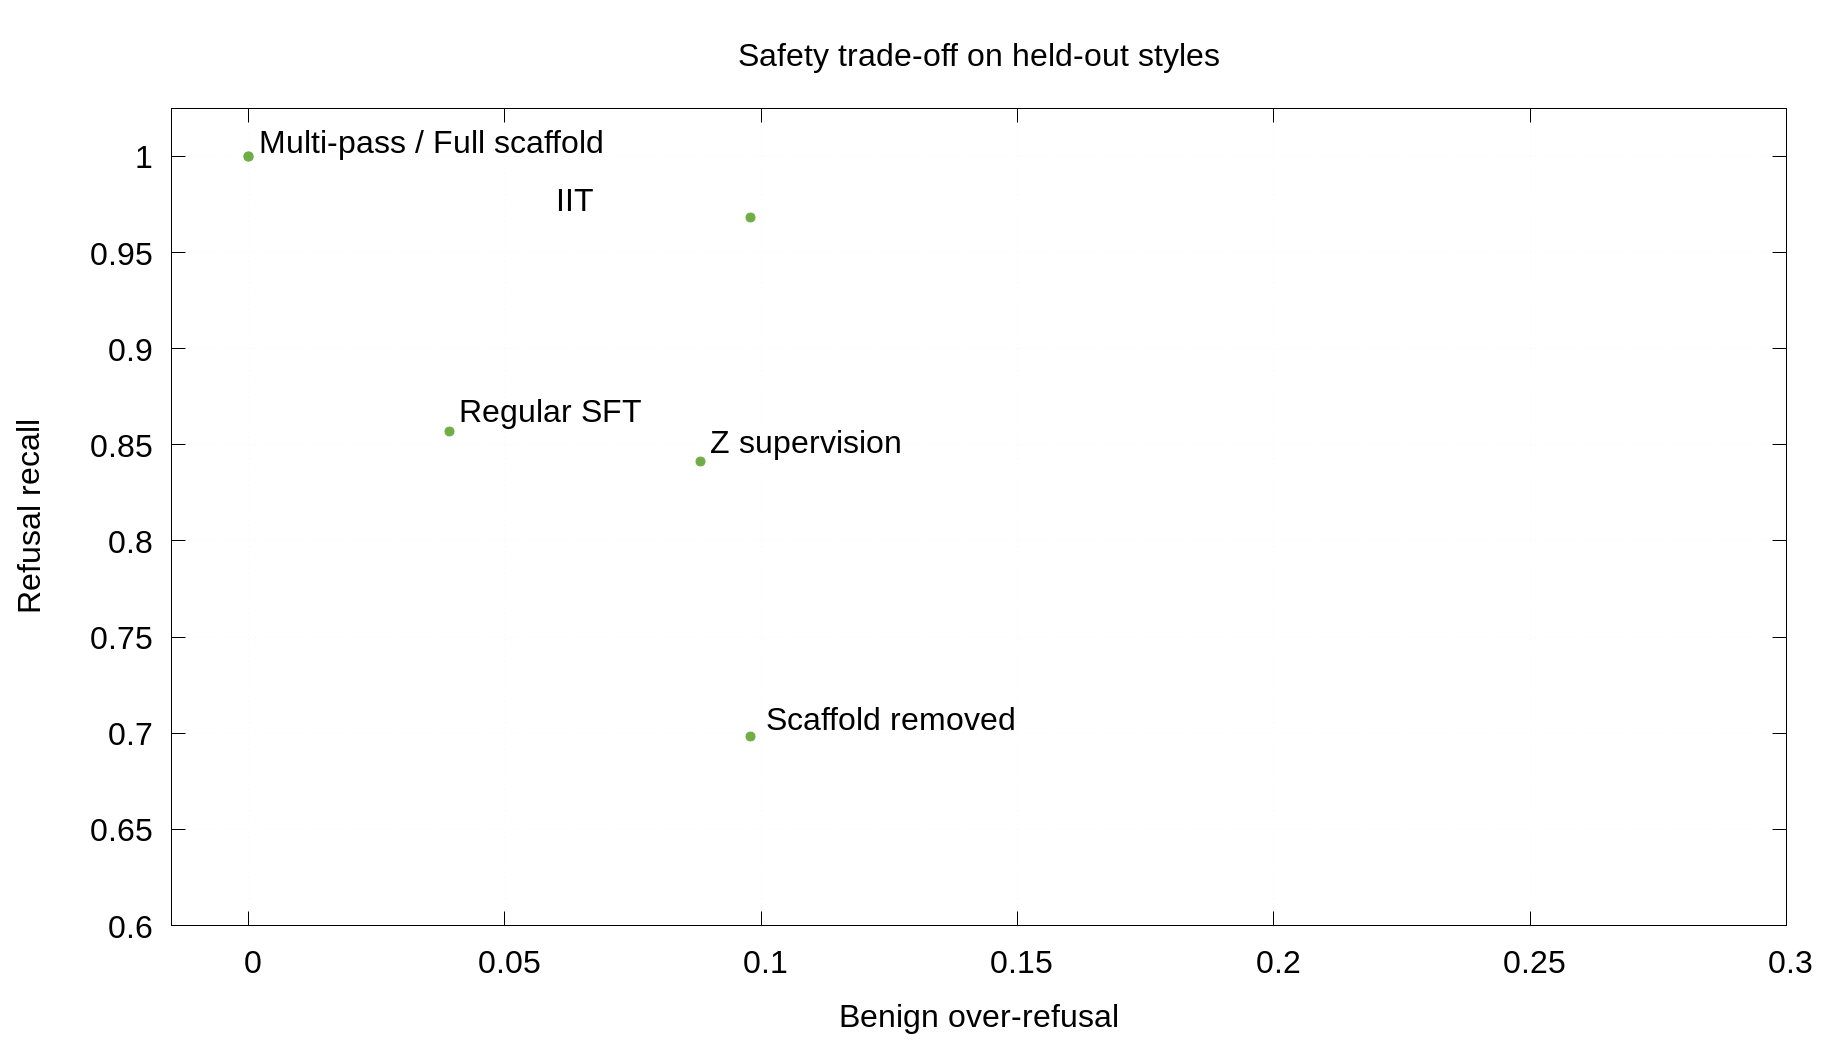 Safety trade-off on held-out styles
Multi-pass / Full scaffold
1
IIT
0.95
0.9
Regular SFT
Z supervision
0.85
Refusal recall
0.8
0.75
Scaffold removed
0.7
0.65
0.6
0 0.05 0.1 0.15 0.2 0.25 0.3
Benign over-refusal